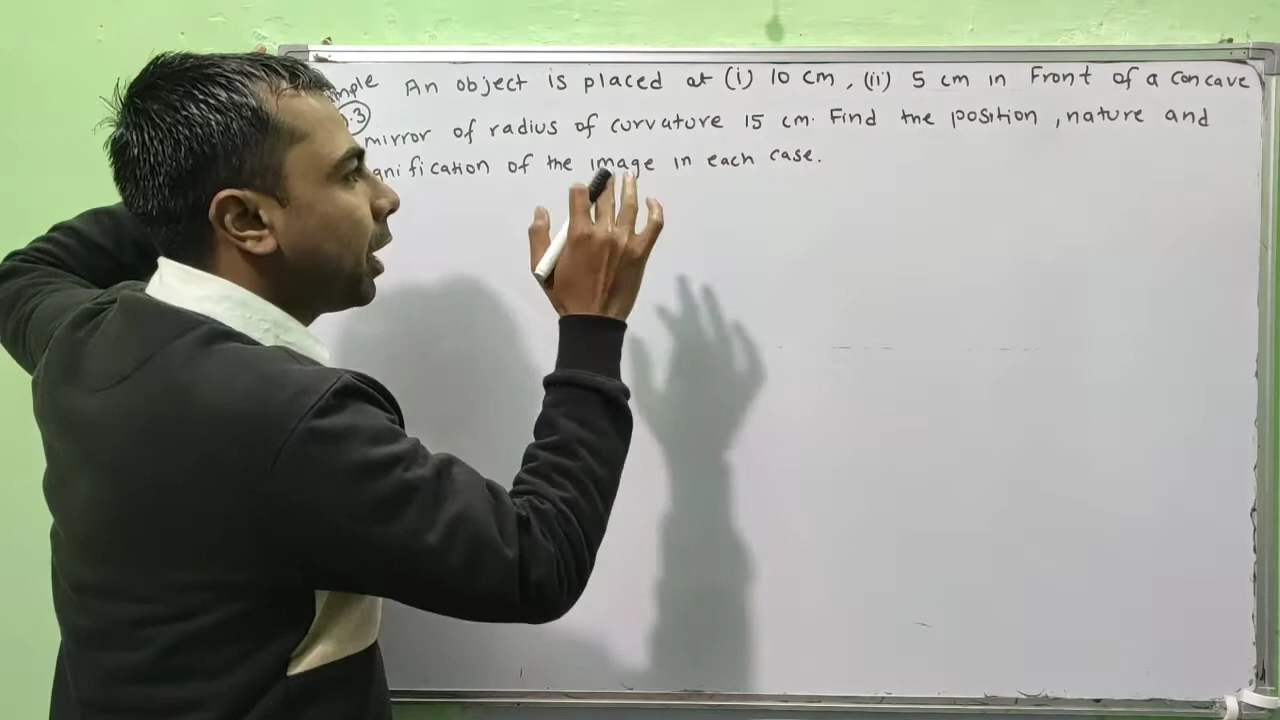 An object is placed at (i) 10 cm, (ii) 5 cm in Front of a concave
mirror of radius of curvature 15 cm. Find the position, nature and
of the image in each case.